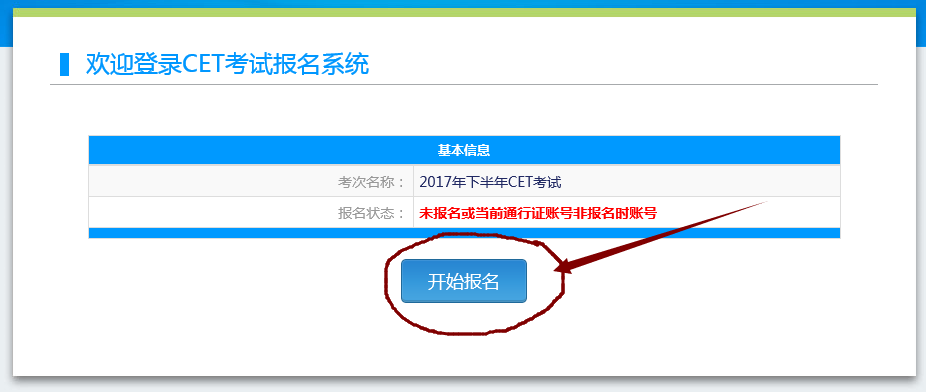 欢迎登录CET考试报名系统
基本信息
考次名称： 2017年下半年CET考试
报名状态： 未报名或当前通行证账号非报名时账号
开始报名